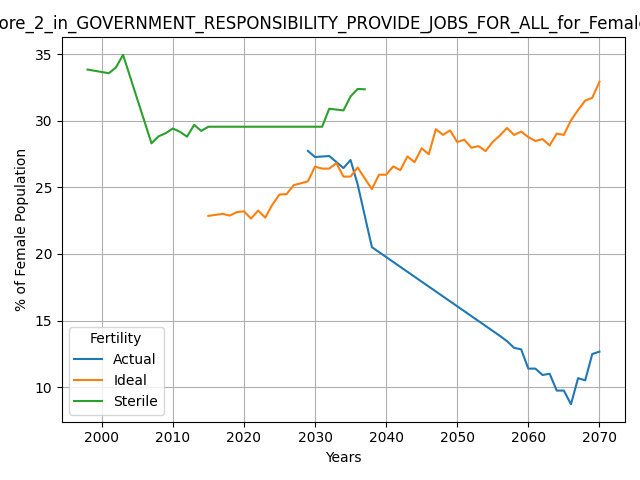 ore_2_in_GOVERNMENT_RESPONSIBILITY_PROVIDE_JOBS_FOR_ALL_for_Female
35
30
25
20
15
10
% of Female Population
Fertility
Actual
Ideal
Sterile
2000 2010 2020 2030 2040 2050 2060 2070
Years